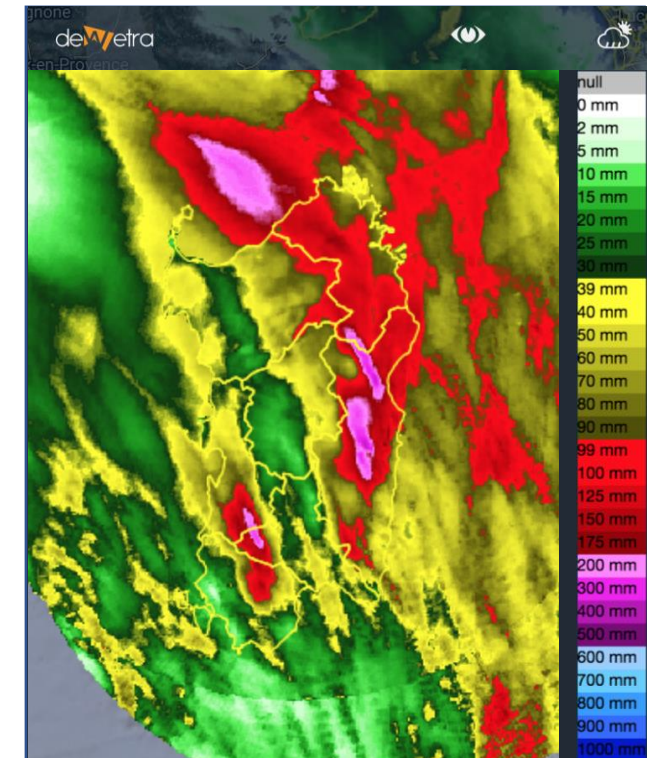 gnone
dewetra
-en-Provence
null
0 mm
2 mm
5 mm
10 mm
15 mm
20 mm
25 mm
30 mm
39 mm
40 mm
50 mm
60 mm
70 mm
80 mm
90 mm
99 mm
100 mm
125 mm
150 mm
175 mm
200 mm
300 mm
400 mm
500 mm
600 mm
700 mm
800 mm
900 mm
1000 mm